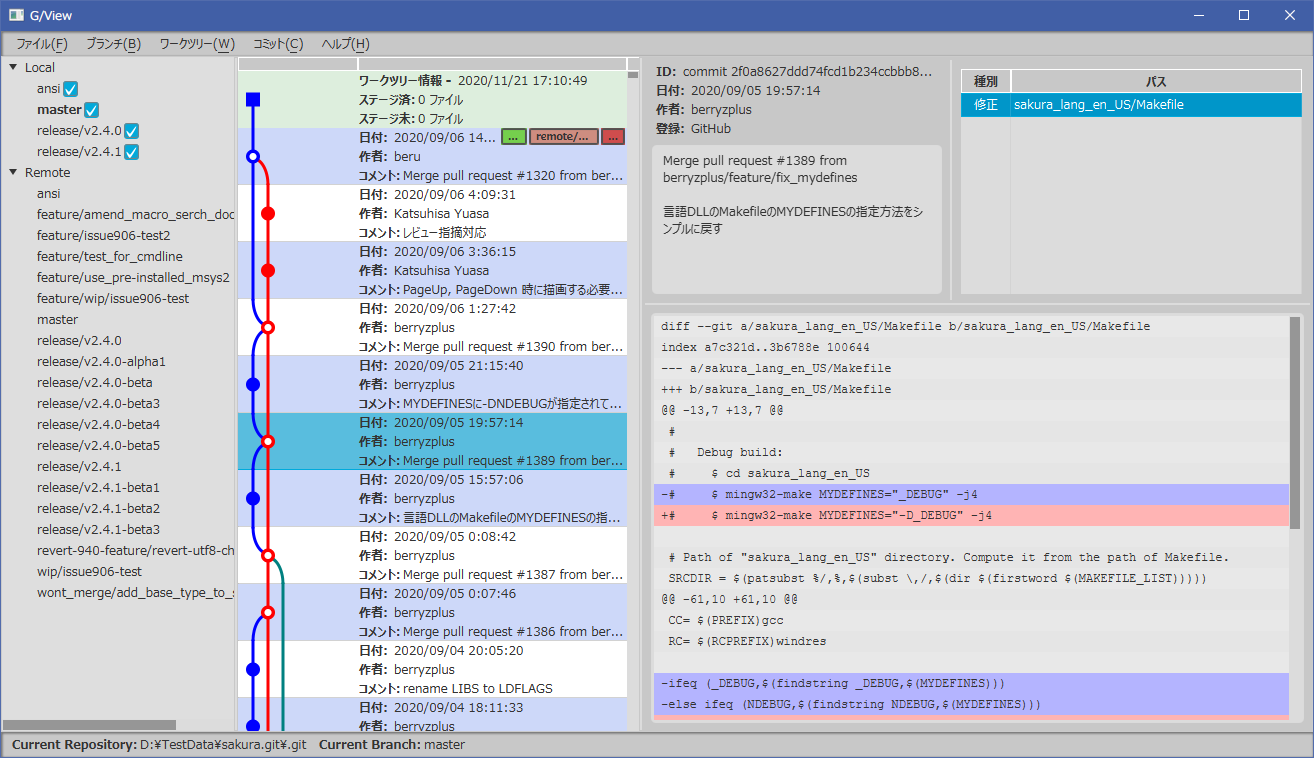 G/View
ファイル(F) ブランチ(B) ワークツリー(W) コミット(C) ヘルプ(H)
Local
ansi
master
release/v2.4.0
release/v2.4.1
Remote
ansi
feature/amend_macro_serch_doc
feature/issue906-test2
feature/test_for_cmdline
feature/use_pre-installed_msys2
feature/wip/issue906-test
master
release/v2.4.0
release/v2.4.0-alpha1
release/v2.4.0-beta
release/v2.4.0-beta3
release/v2.4.0-beta4
release/v2.4.0-beta5
release/v2.4.1
release/v2.4.1-beta1
release/v2.4.1-beta2
release/v2.4.1-beta3
revert-940-feature/revert-utf8-ch
wip/issue906-test
wont_merge/add_base_type_to_s
ワークツリー情報 - 2020/11/21 17:10:49
ステージ済: 0 ファイル
ステージ未: 0 ファイル
日付: 2020/09/06 14... ... remote/... ...
作者: beru
コメント: Merge pull request #1320 from ber...
日付: 2020/09/06 4:09:31
作者: Katsuhisa Yuasa
コメント: レビュー指摘対応
日付: 2020/09/06 3:36:15
作者: Katsuhisa Yuasa
コメント: PageUp, PageDown 時に描画する必要...
日付: 2020/09/06 1:27:42
作者: berryzplus
コメント: Merge pull request #1390 from ber...
日付: 2020/09/05 21:15:40
作者: berryzplus
コメント: MYDEFINESに-DNDEBUGが指定されて...
日付: 2020/09/05 19:57:14
作者: berryzplus
コメント: Merge pull request #1389 from ber...
日付: 2020/09/05 15:57:06
作者: berryzplus
コメント: 言語DLLのMakefileのMYDEFINESの指...
日付: 2020/09/05 0:08:42
作者: berryzplus
コメント: Merge pull request #1387 from ber...
日付: 2020/09/05 0:07:46
作者: berryzplus
コメント: Merge pull request #1386 from ber...
日付: 2020/09/04 20:05:20
作者: berryzplus
コメント: rename LIBS to LDFLAGS
日付: 2020/09/04 18:11:33
作者: berryzplus
ID: commit 2f0a8627ddd74fcd1b234ccbbb8...
日付: 2020/09/05 19:57:14
作者: berryzplus
登録: GitHub
Merge pull request #1389 from
berryzplus/feature/fix_mydefines
言語DLLのMakefileのMYDEFINESの指定方法をシ
ンプルに戻す
種別 パス
修正 sakura_lang_en_US/Makefile
diff --git a/sakura_lang_en_US/Makefile b/sakura_lang_en_US/Makefile
index a7c321d..3b6788e 100644
--- a/sakura_lang_en_US/Makefile
+++ b/sakura_lang_en_US/Makefile
@@ -13,7 +13,7 @@
#
#   Debug build:
#     $ cd sakura_lang_en_US
-#     $ mingw32-make MYDEFINES="_DEBUG" -j4
+#     $ mingw32-make MYDEFINES="-D_DEBUG" -j4
# Path of "sakura_lang_en_US" directory. Compute it from the path of Makefile.
SRCDIR = $(patsubst %/,%,$(subst \,/,$(dir $(firstword $(MAKEFILE_LIST)))))
@@ -61,10 +61,10 @@
CC= $(PREFIX)gcc
RC= $(RCPREFIX)windres
-ifeq (_DEBUG,$(findstring _DEBUG,$(MYDEFINES)))
-else ifeq (NDEBUG,$(findstring NDEBUG,$(MYDEFINES)))
Current Repository: D:¥TestData¥sakura.git¥.git Current Branch: master